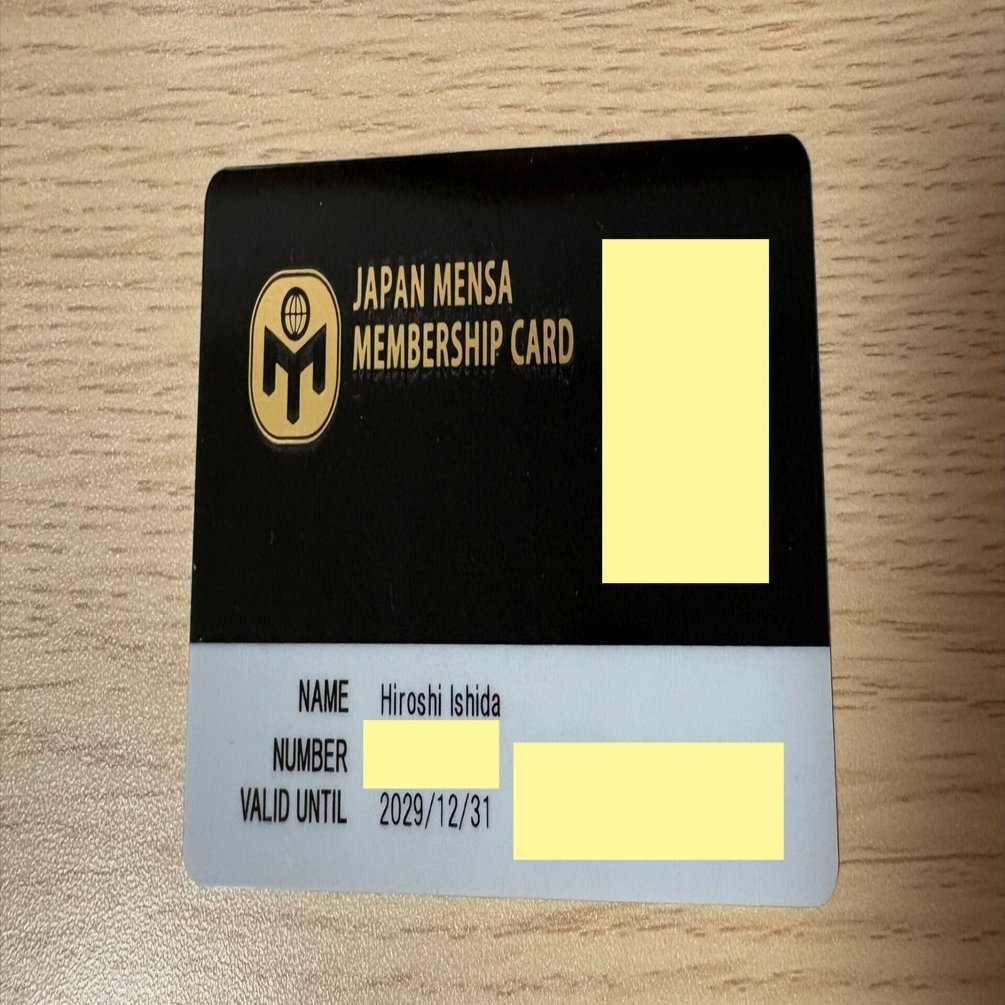 JAPAN MENSA
MEMBERSHIP CARD
NAME Hiroshi Ishida
NUMBER
VALID UNTIL 2029/12/31